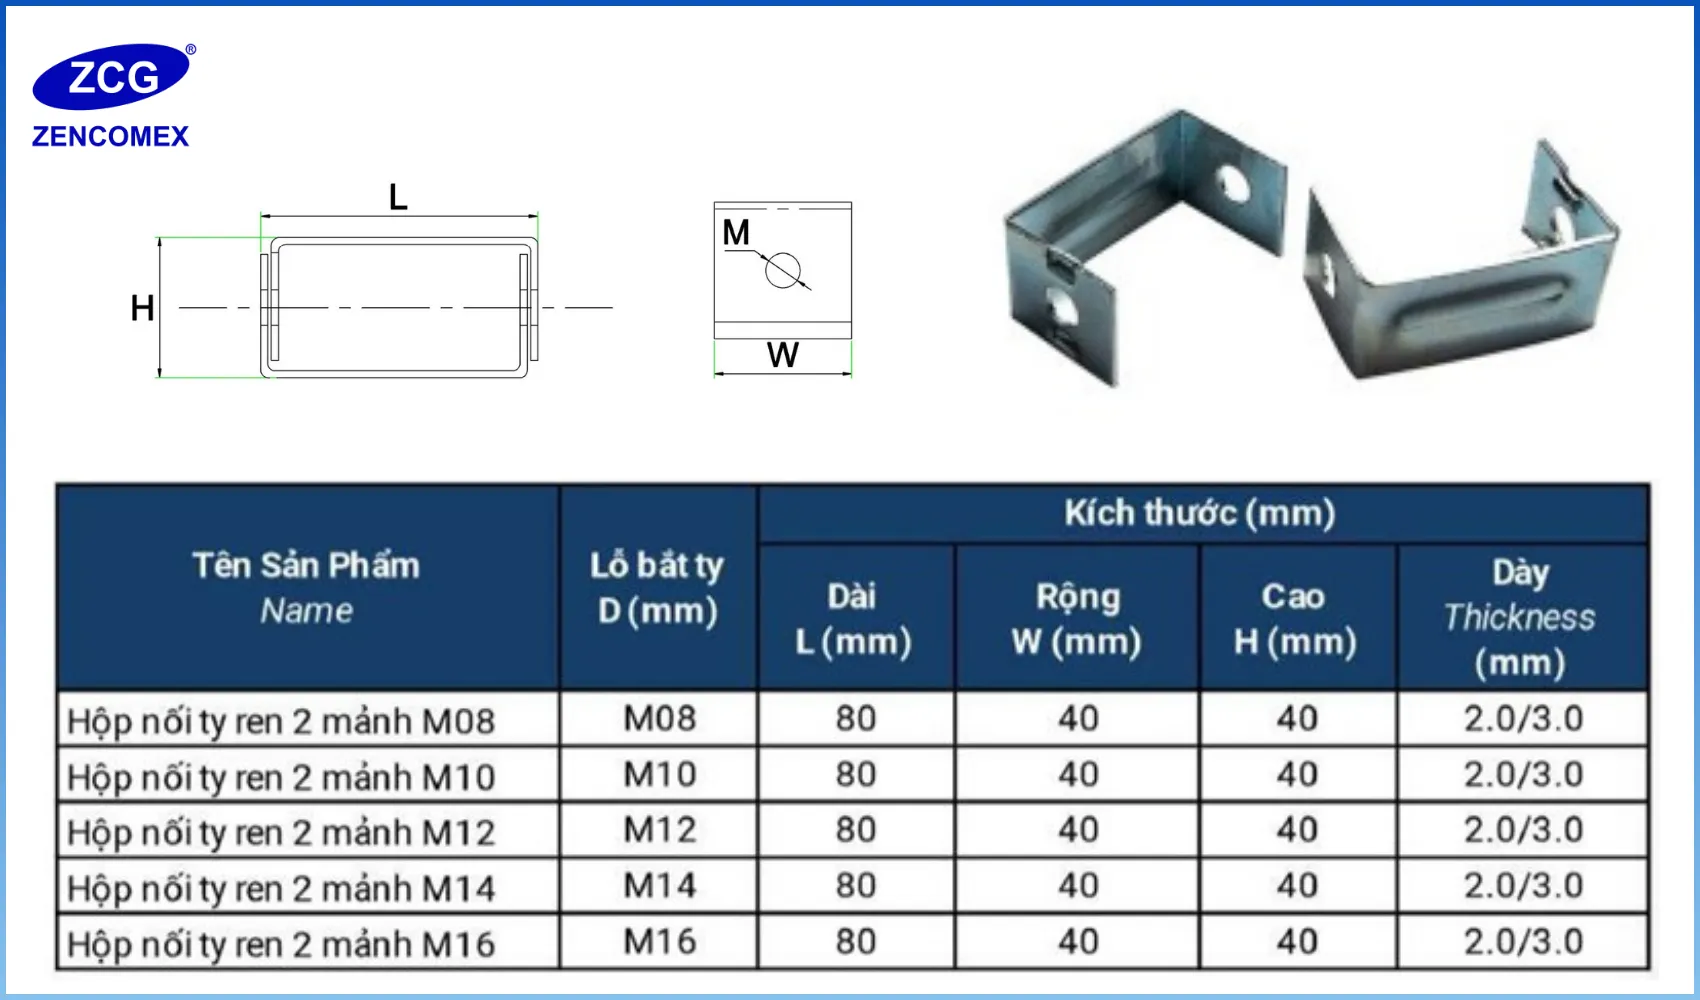 ZCG®
ZENCOMEX
L
H
M
W
Tên Sản Phẩm
Name
Lỗ bắt ty
D (mm)
Kích thước (mm)
Dài
L (mm)
Rộng
W (mm)
Cao
H (mm)
Dày
Thickness
(mm)
Hộp nối ty ren 2 mảnh M08 M08 80 40 40 2.0/3.0
Hộp nối ty ren 2 mảnh M10 M10 80 40 40 2.0/3.0
Hộp nối ty ren 2 mảnh M12 M12 80 40 40 2.0/3.0
Hộp nối ty ren 2 mảnh M14 M14 80 40 40 2.0/3.0
Hộp nối ty ren 2 mảnh M16 M16 80 40 40 2.0/3.0